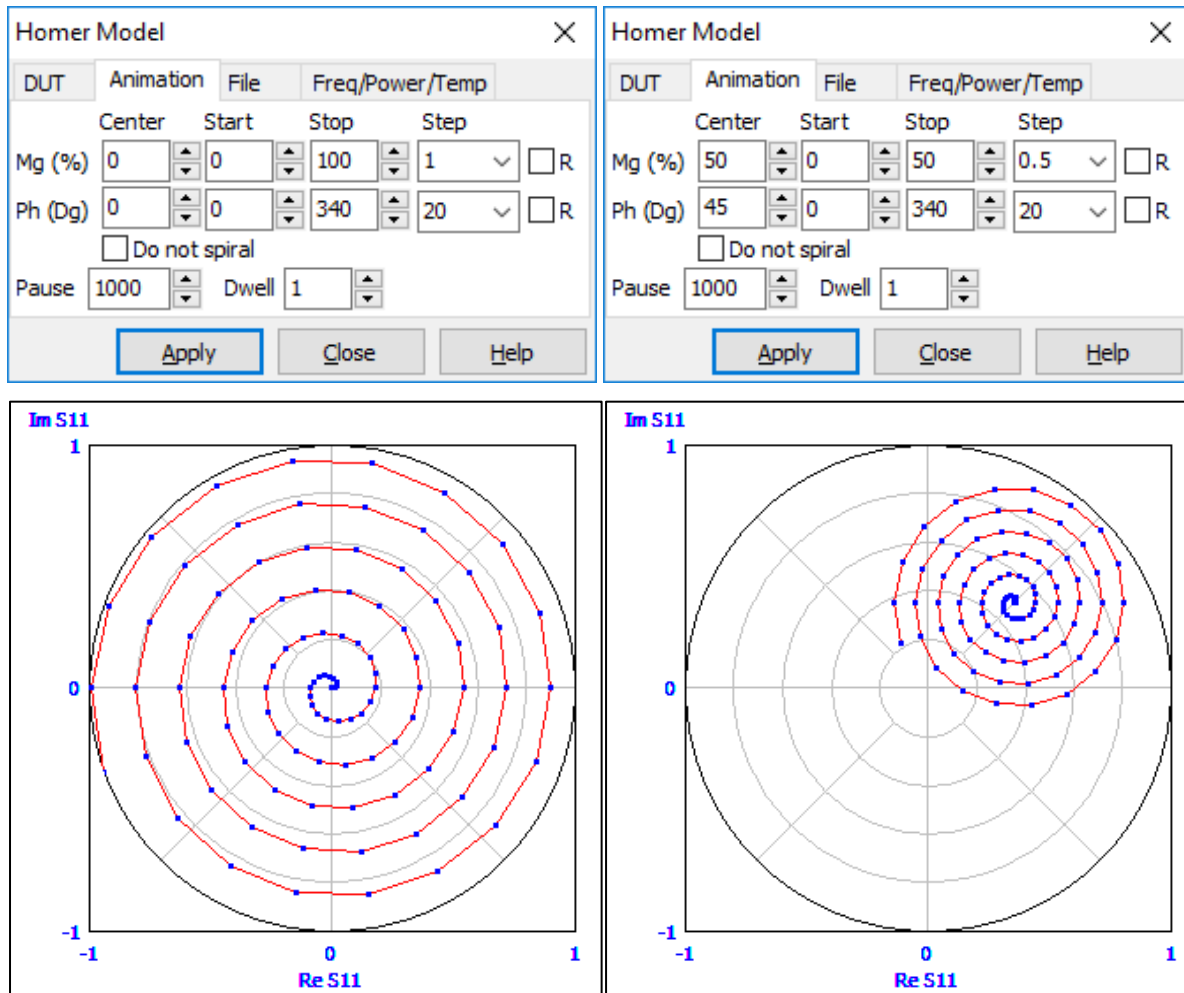 Homer Model
DUT Animation File Freq/Power/Temp
Center Start Stop Step
Mg (%) 0 0 100 1 R
Ph (Dg) 0 0 340 20 R
Do not spiral
Pause 1000 Dwell 1
Apply Close Help
Homer Model
DUT Animation File Freq/Power/Temp
Center Start Stop Step
Mg (%) 50 0 50 0.5 R
Ph (Dg) 45 0 340 20 R
Do not spiral
Pause 1000 Dwell 1
Apply Close Help
Im S11
1
0
-1
-1 0 1
Re S11
Im S11
1
0
-1
-1 0 1
Re S11